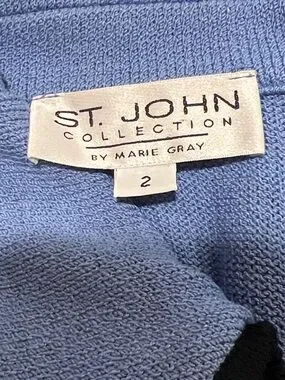 ST. JOHN
COLLECTION
BY MARIE GRAY
2